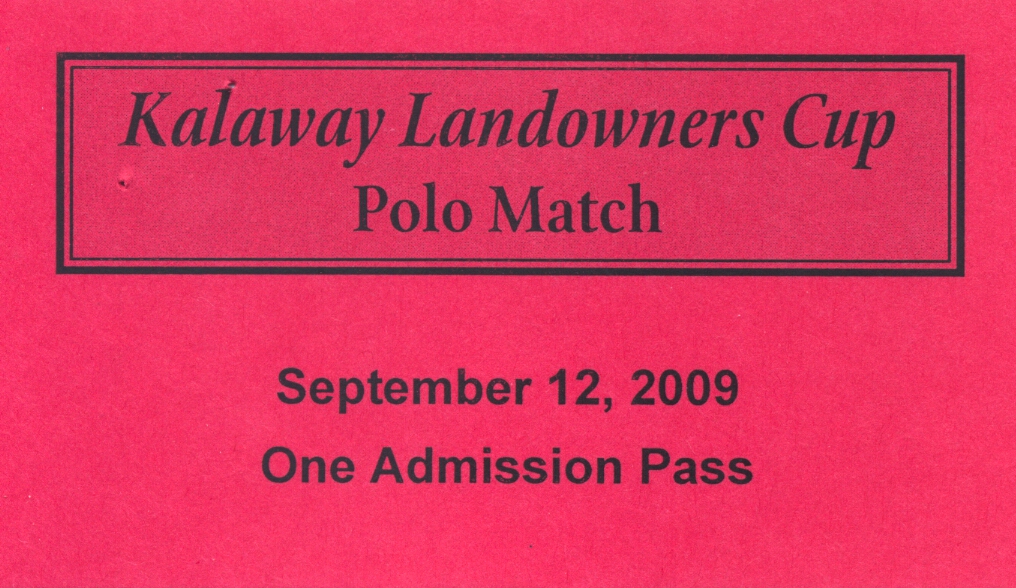 Kalaway Landowners Cup
Polo Match
September 12, 2009
One Admission Pass